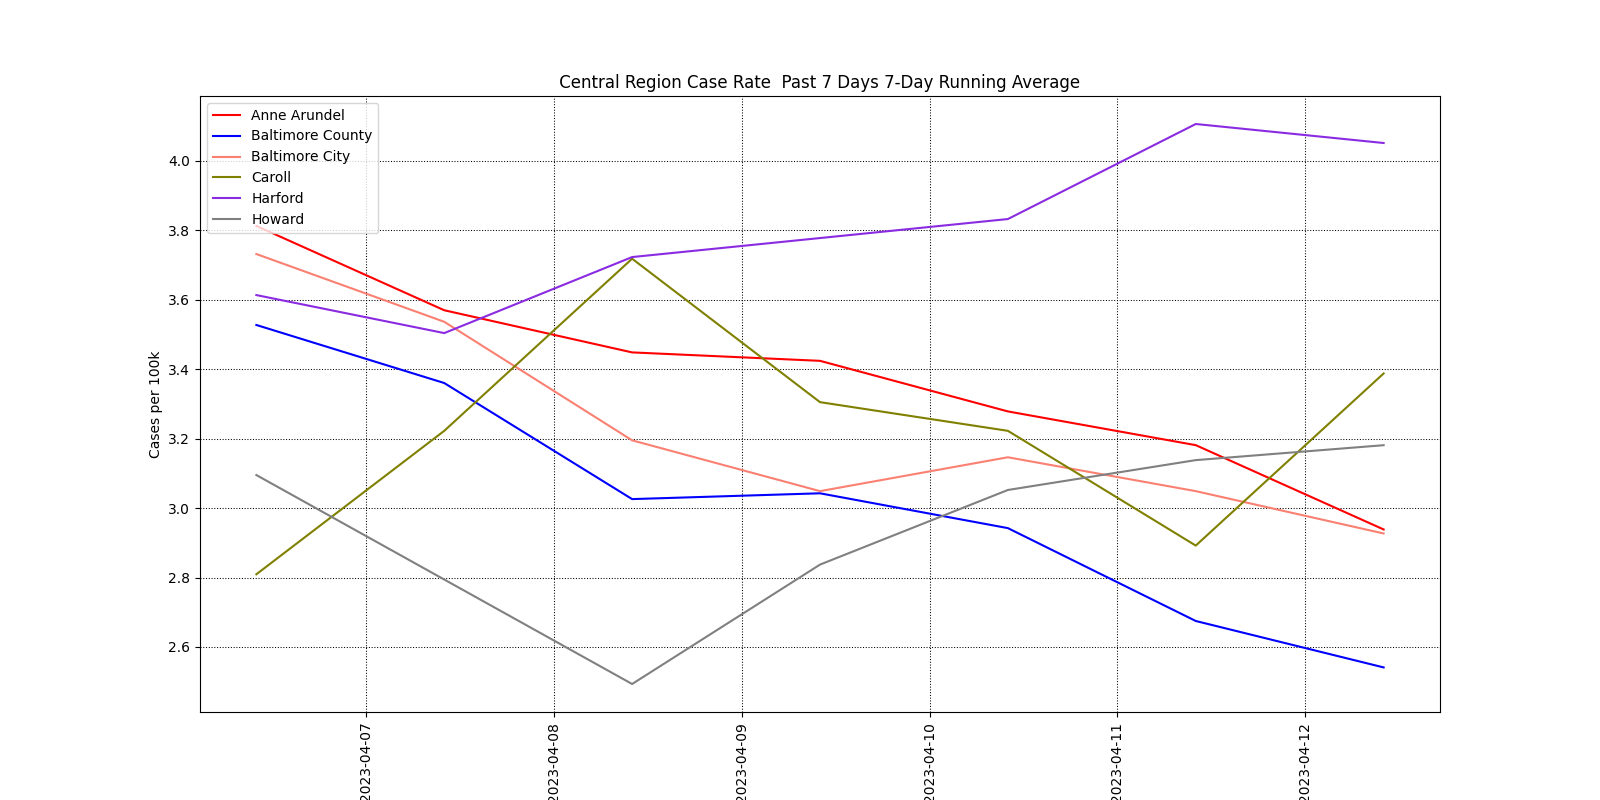 Central Region Case Rate  Past 7 Days 7-Day Running Average
Anne Arundel
Baltimore County
Baltimore City
Caroll
Harford
Howard
Cases per 100k
4.0
3.8
3.6
3.4
3.2
3.0
2.8
2.6
2023-04-07
2023-04-08
2023-04-09
2023-04-10
2023-04-11
2023-04-12